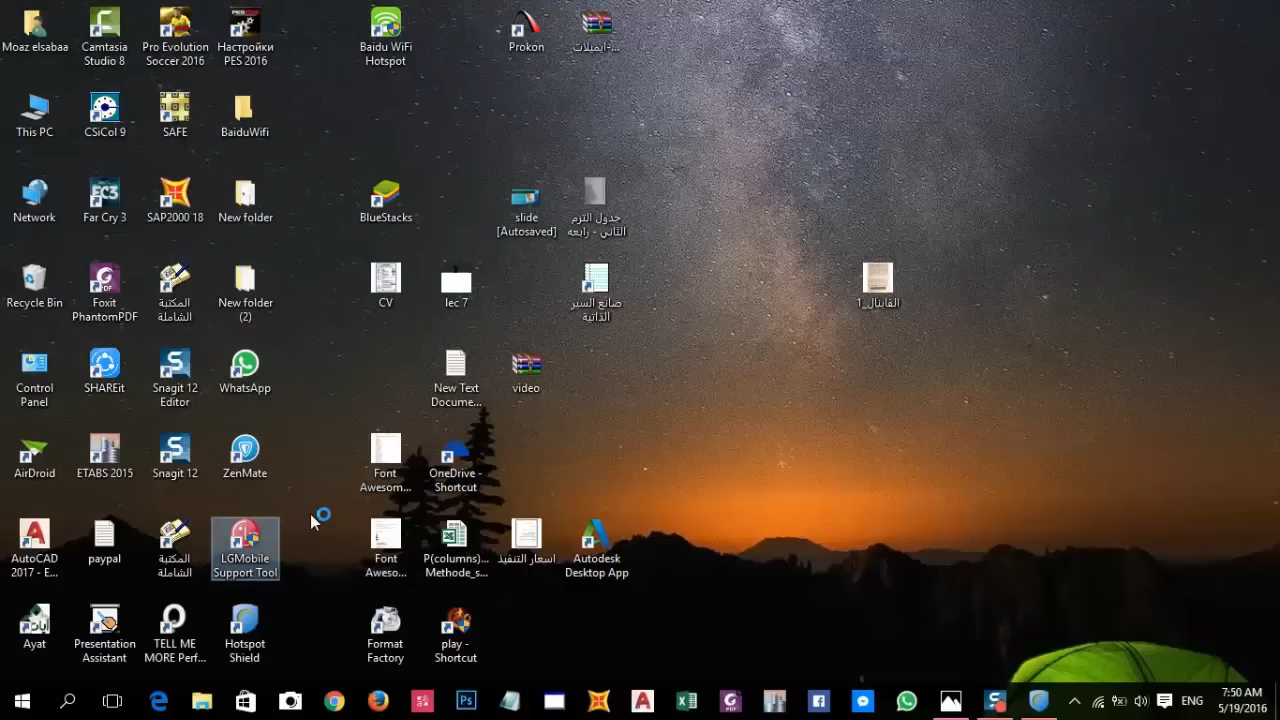 Moaz elsabaa
Camtasia
Studio 8
Pro Evolution
Soccer 2016
Настройки
PES 2016
Baidu WiFi
Hotspot
Prokon
ايميلات-...
This PC
CSiCol 9
SAFE
BaiduWifi
Network
Far Cry 3
SAP2000 18
New folder
BlueStacks
slide
[Autosaved]
جدول الترم
الثاني - رابعه
Recycle Bin
Foxit
PhantomPDF
المكتبة
الشاملة
New folder
(2)
CV
lec 7
صانع السير
الذاتية
القابنال_1
Control
Panel
SHAREit
Snagit 12
Editor
WhatsApp
New Text
Docume...
video
AirDroid
ETABS 2015
Snagit 12
ZenMate
Font
Awesom...
OneDrive -
Shortcut
AutoCAD
2017 - E...
paypal
المكتبة
الشاملة
LGMobile
Support Tool
Font
Aweso...
P(columns)...
Methode_s...
اسعار التنفيذ
Autodesk
Desktop App
Ayat
Presentation
Assistant
TELL ME
MORE Perf...
Hotspot
Shield
Format
Factory
play -
Shortcut
ENG
7:50 AM
5/19/2016